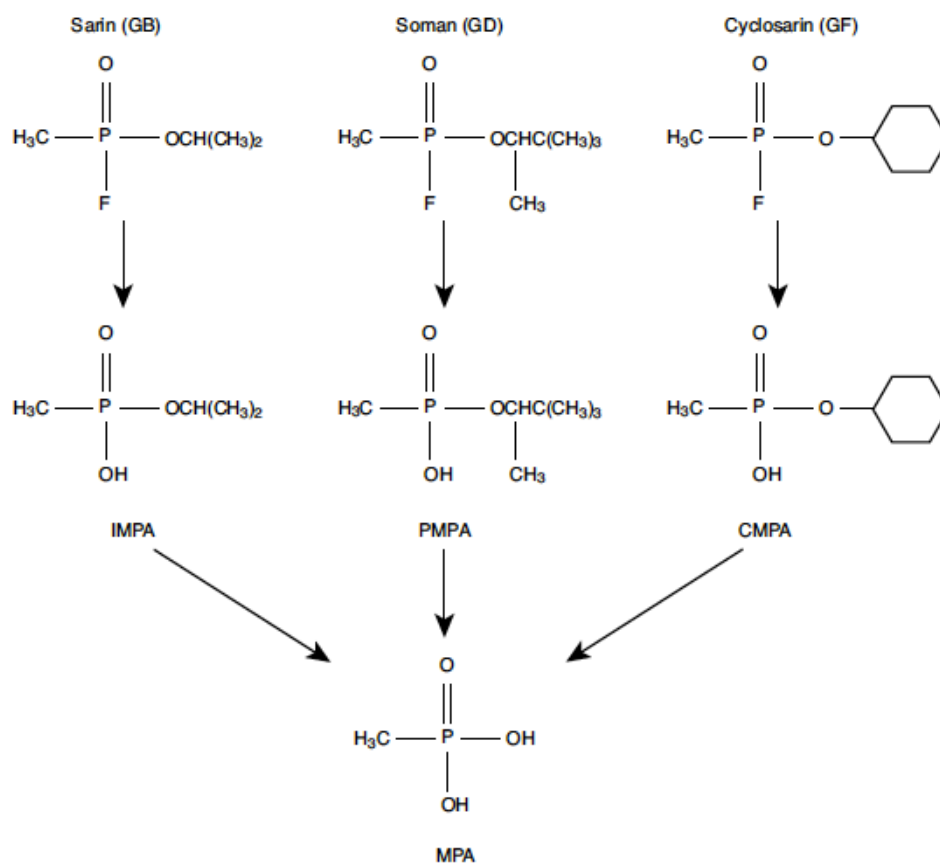 Sarin (GB) Soman (GD) Cyclosarin (GF)
O O O
H₃C P OCH(CH₃)₂ H₃C P OCHC(CH₃)₃ H₃C P O
F F CH₃ F
O O O
H₃C P OCH(CH₃)₂ H₃C P OCHC(CH₃)₃ H₃C P O
OH OH CH₃ OH
IMPA PMPA CMPA
O
H₃C P OH
OH
MPA